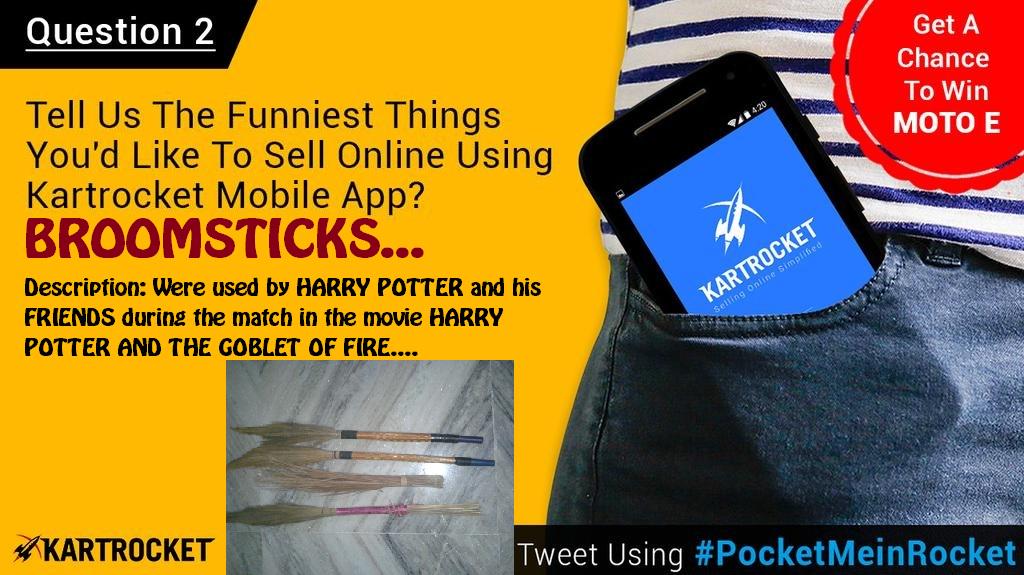 Question 2
Get A
Chance
To Win
MOTO E
Tell Us The Funniest Things
You'd Like To Sell Online Using
Kartrocket Mobile App?
BROOMSTICKS...
Description: Were used by HARRY POTTER and his
FRIENDS during the match in the movie HARRY
POTTER AND THE GOBLET OF FIRE....
4:20
KARTROCKET
Selling Online Simplified
KARTROCKET
Tweet Using #PocketMeinRocket